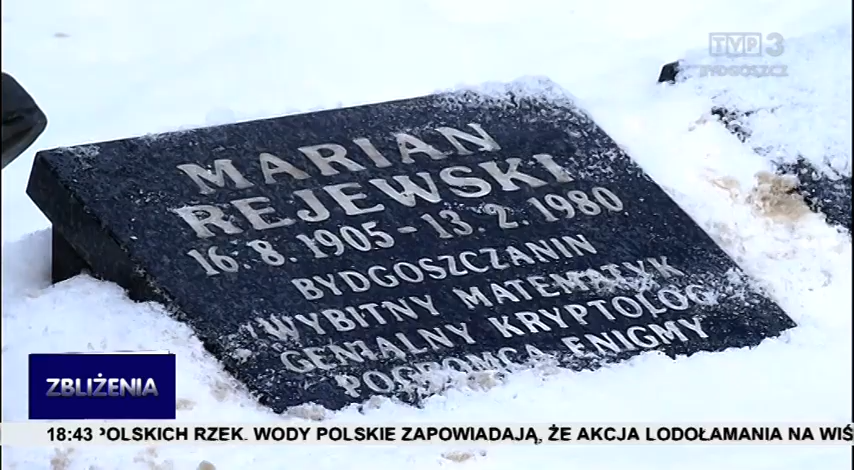 TVP3
BYDGOSZCZ
MARIAN
REJEWSKI
16. 8. 1905 - 13. 2. 1980
BYDGOSZCZANIN
WYBITNY MATEMATYK
GENIALNY KRYPTOLOG
POGROMCA ENIGMY
ZBLIŻENIA
18:43 POLSKICH RZEK. WODY POLSKIE ZAPOWIADAJĄ, ŻE AKCJA LODOŁAMANIA NA WIŚ